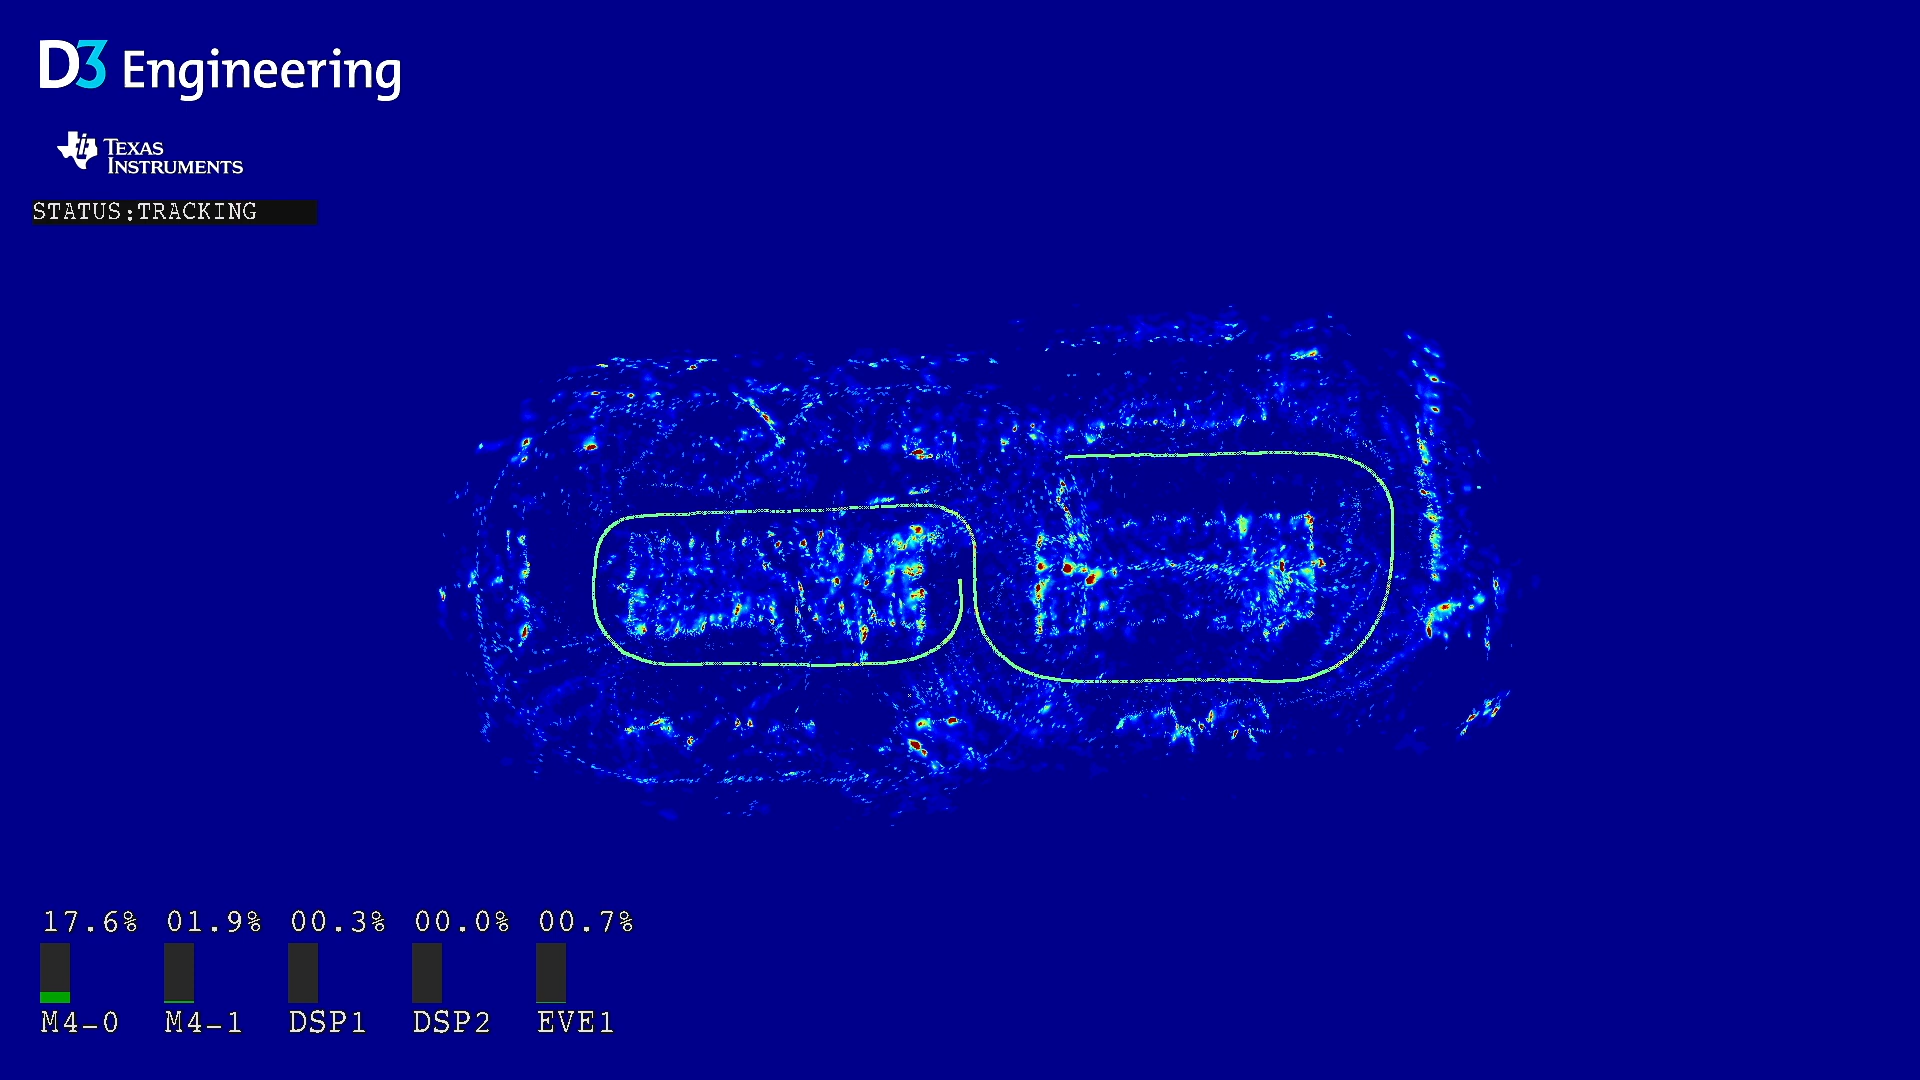 D3 Engineering
TEXAS
INSTRUMENTS
STATUS:TRACKING
17.6% 01.9% 00.3% 00.0% 00.7%
M4-0 M4-1 DSP1 DSP2 EVE1